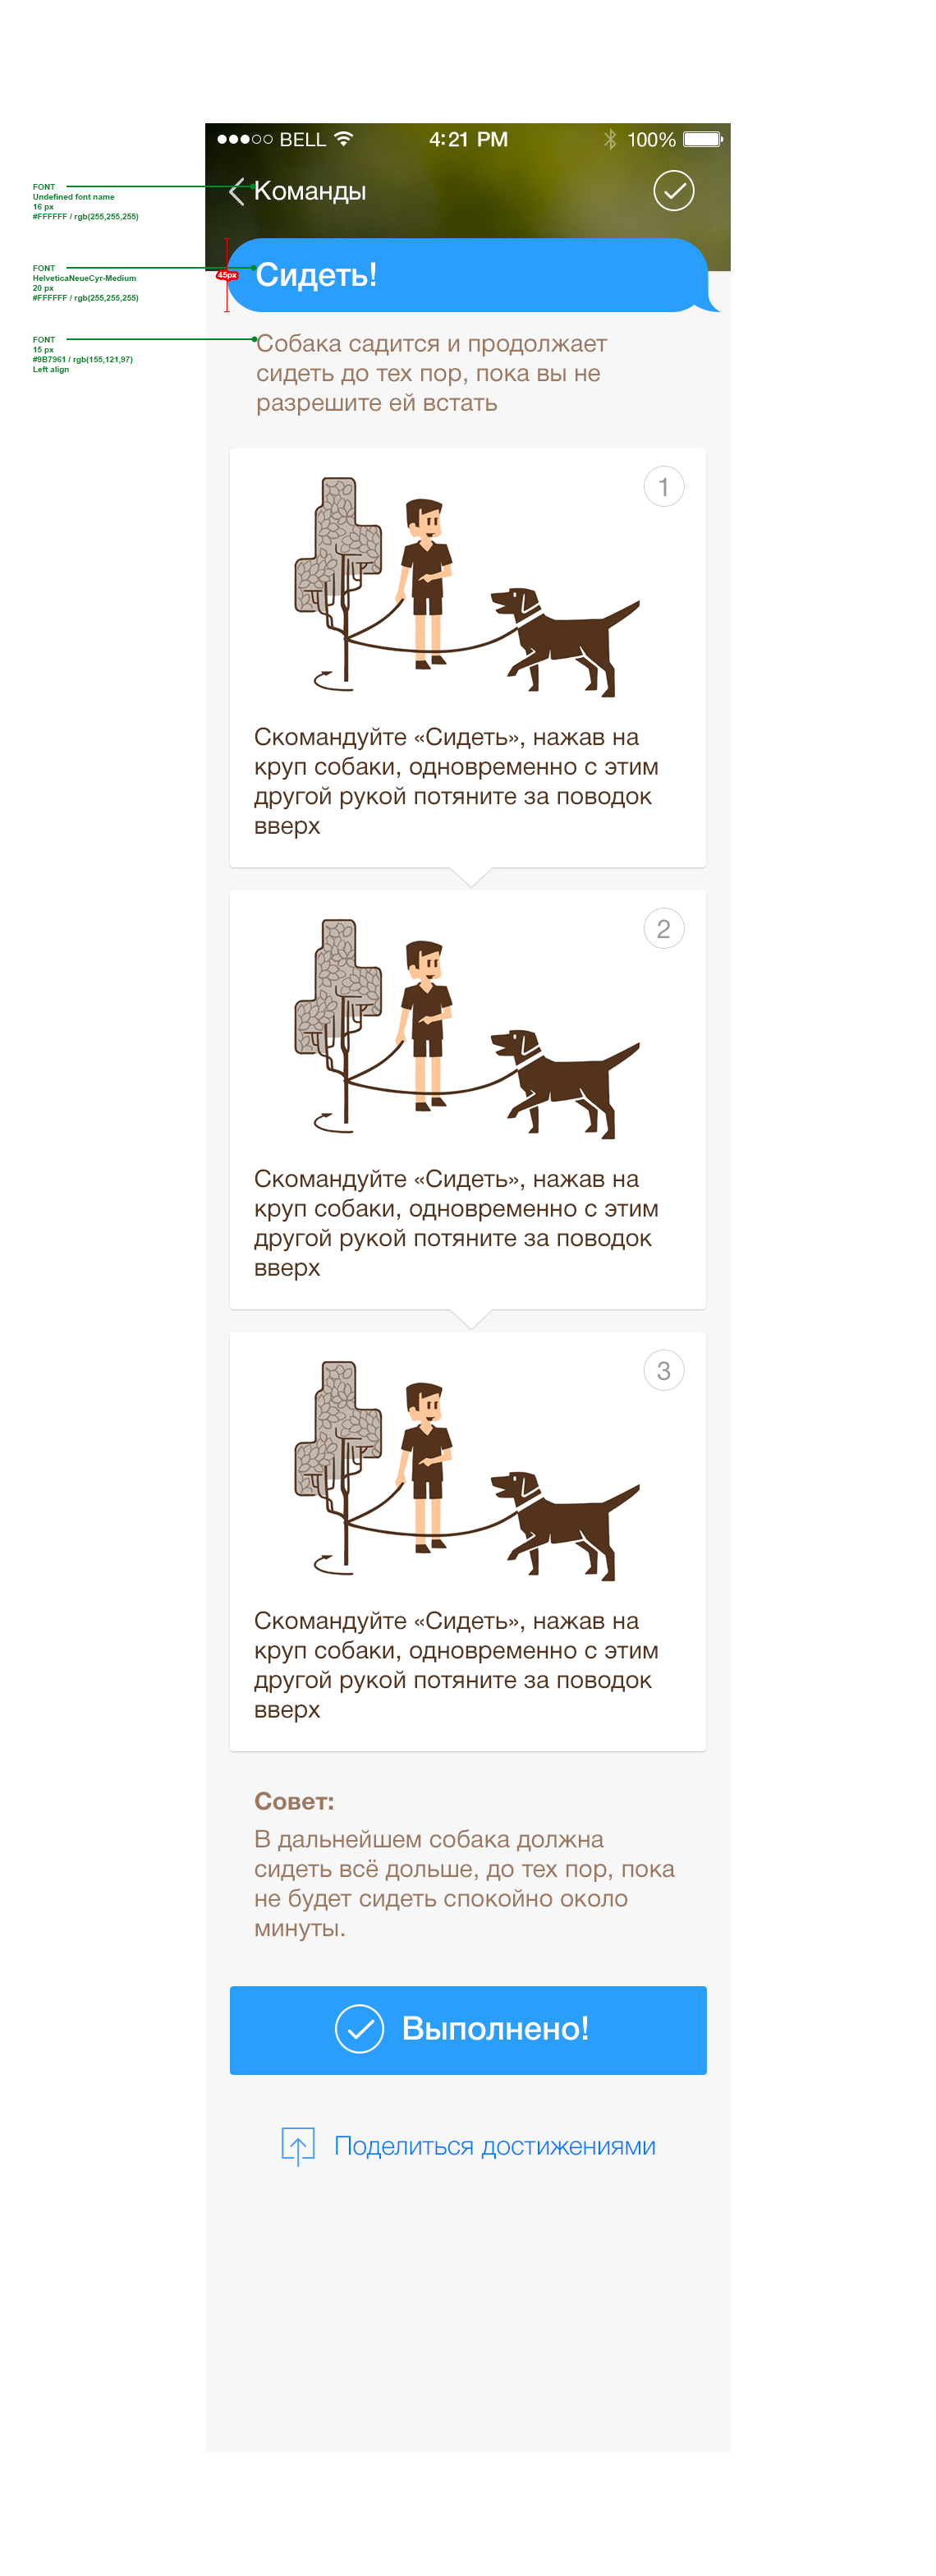 BELL 4:21 PM 100%
FONT
Undefined font name
16 px
#FFFFFF / rgb(255,255,255)
Команды
45px
FONT
HelveticaNeueCyr-Medium
20 px
#FFFFFF / rgb(255,255,255)
Сидеть!
FONT
15 px
#9B7961 / rgb(155,121,97)
Left align
Собака садится и продолжает
сидеть до тех пор, пока вы не
разрешите ей встать
1
Скомандуйте «Сидеть», нажав на
круп собаки, одновременно с этим
другой рукой потяните за поводок
вверх
2
Скомандуйте «Сидеть», нажав на
круп собаки, одновременно с этим
другой рукой потяните за поводок
вверх
3
Скомандуйте «Сидеть», нажав на
круп собаки, одновременно с этим
другой рукой потяните за поводок
вверх
Совет:
В дальнейшем собака должна
сидеть всё дольше, до тех пор, пока
не будет сидеть спокойно около
минуты.
Выполнено!
Поделиться достижениями